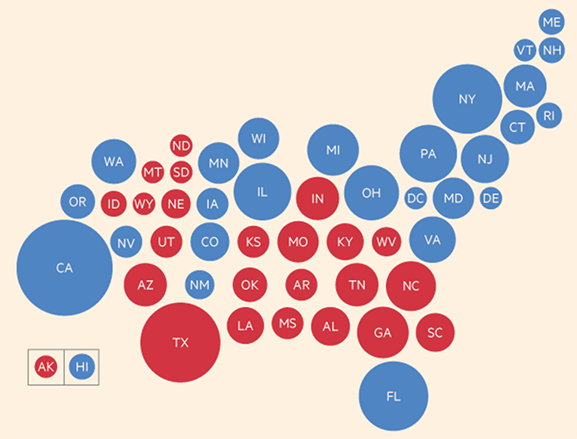 ME
VT NH
NY MA
RI
CT
WI
ND
MI
PA NJ
WA MT SD MN
IL
OR ID WY NE IA IN OH DC MD DE
NV UT CO KS MO KY WV VA
CA
AZ NM OK AR TN NC
LA MS AL GA SC
TX
AK HI
FL